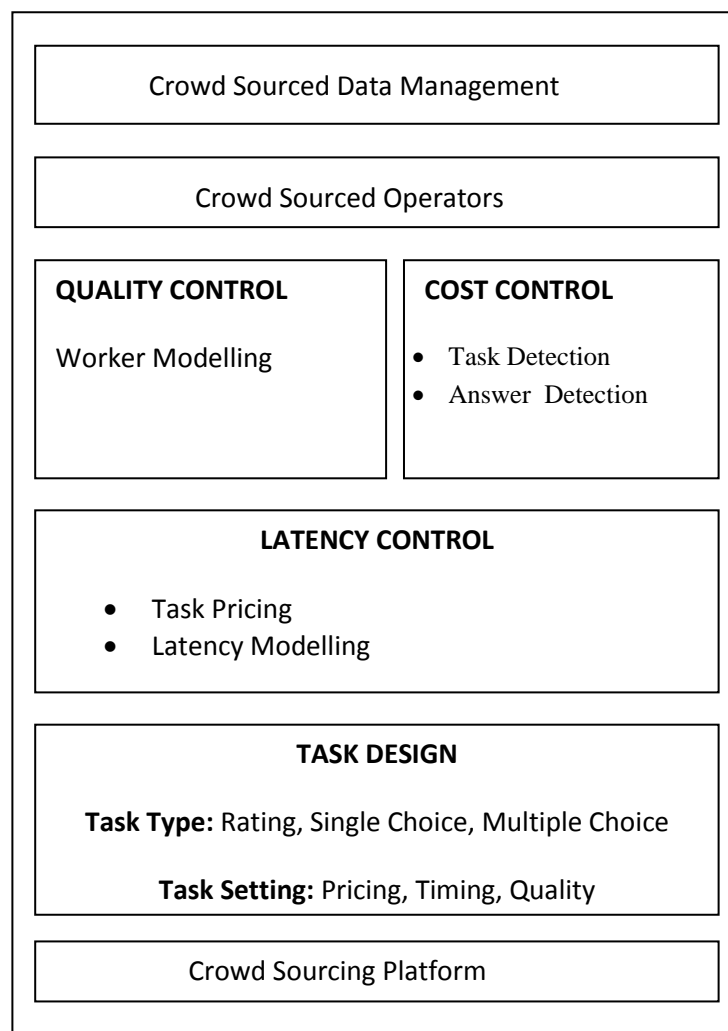 Crowd Sourced Data Management
Crowd Sourced Operators
QUALITY CONTROL
Worker Modelling
COST CONTROL
• Task Detection
• Answer Detection
LATENCY CONTROL
• Task Pricing
• Latency Modelling
TASK DESIGN
Task Type: Rating, Single Choice, Multiple Choice
Task Setting: Pricing, Timing, Quality
Crowd Sourcing Platform